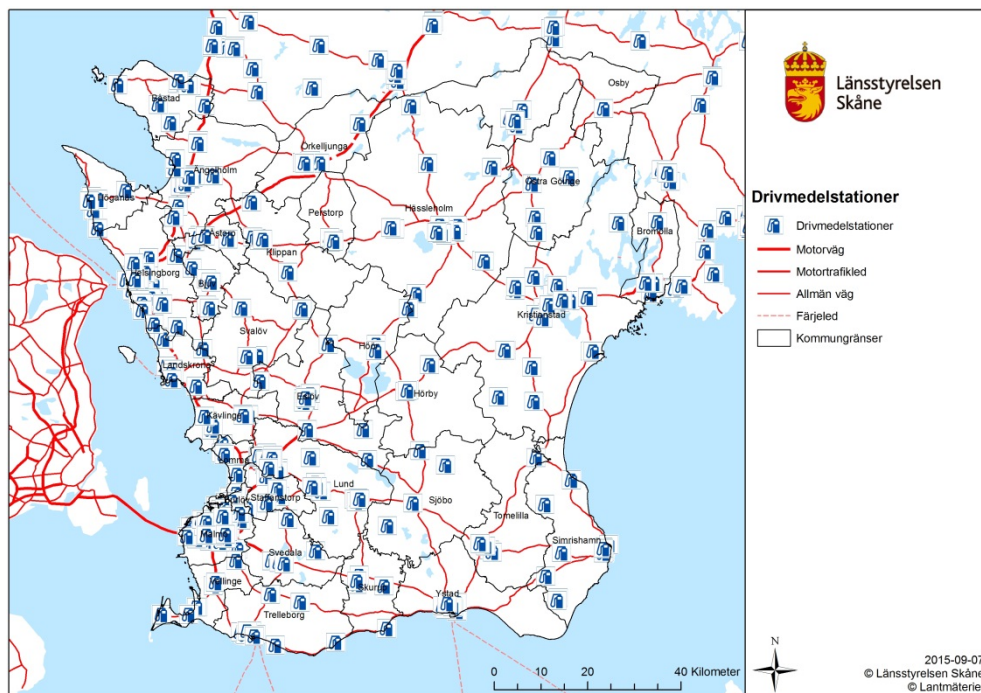 Osby
Båstad
Örkelljunga
Ängelholm
Östra Göinge
Höganäs
Perstorp
Hässleholm
Bromölla
Åstorp
Klippan
Helsingborg
Bjuv
Kristianstad
Svalöv
Höör
Landskrona
Eslöv
Hörby
Kävlinge
Lomma
Lund
Staffanstorp
Burlöv
Sjöbo
Tomelilla
Malmö
Simrishamn
Svedala
Vellinge
Skurup
Ystad
Trelleborg
0 20 40 Kilometer
Länsstyrelsen
Skåne
Drivmedelstationer
Drivmedelstationer
Motorväg
Motortrafikled
Allmän väg
Färjeled
Kommungränser
N
2015-09-07
© Länsstyrelsen Skåne
© Lantmäteriet